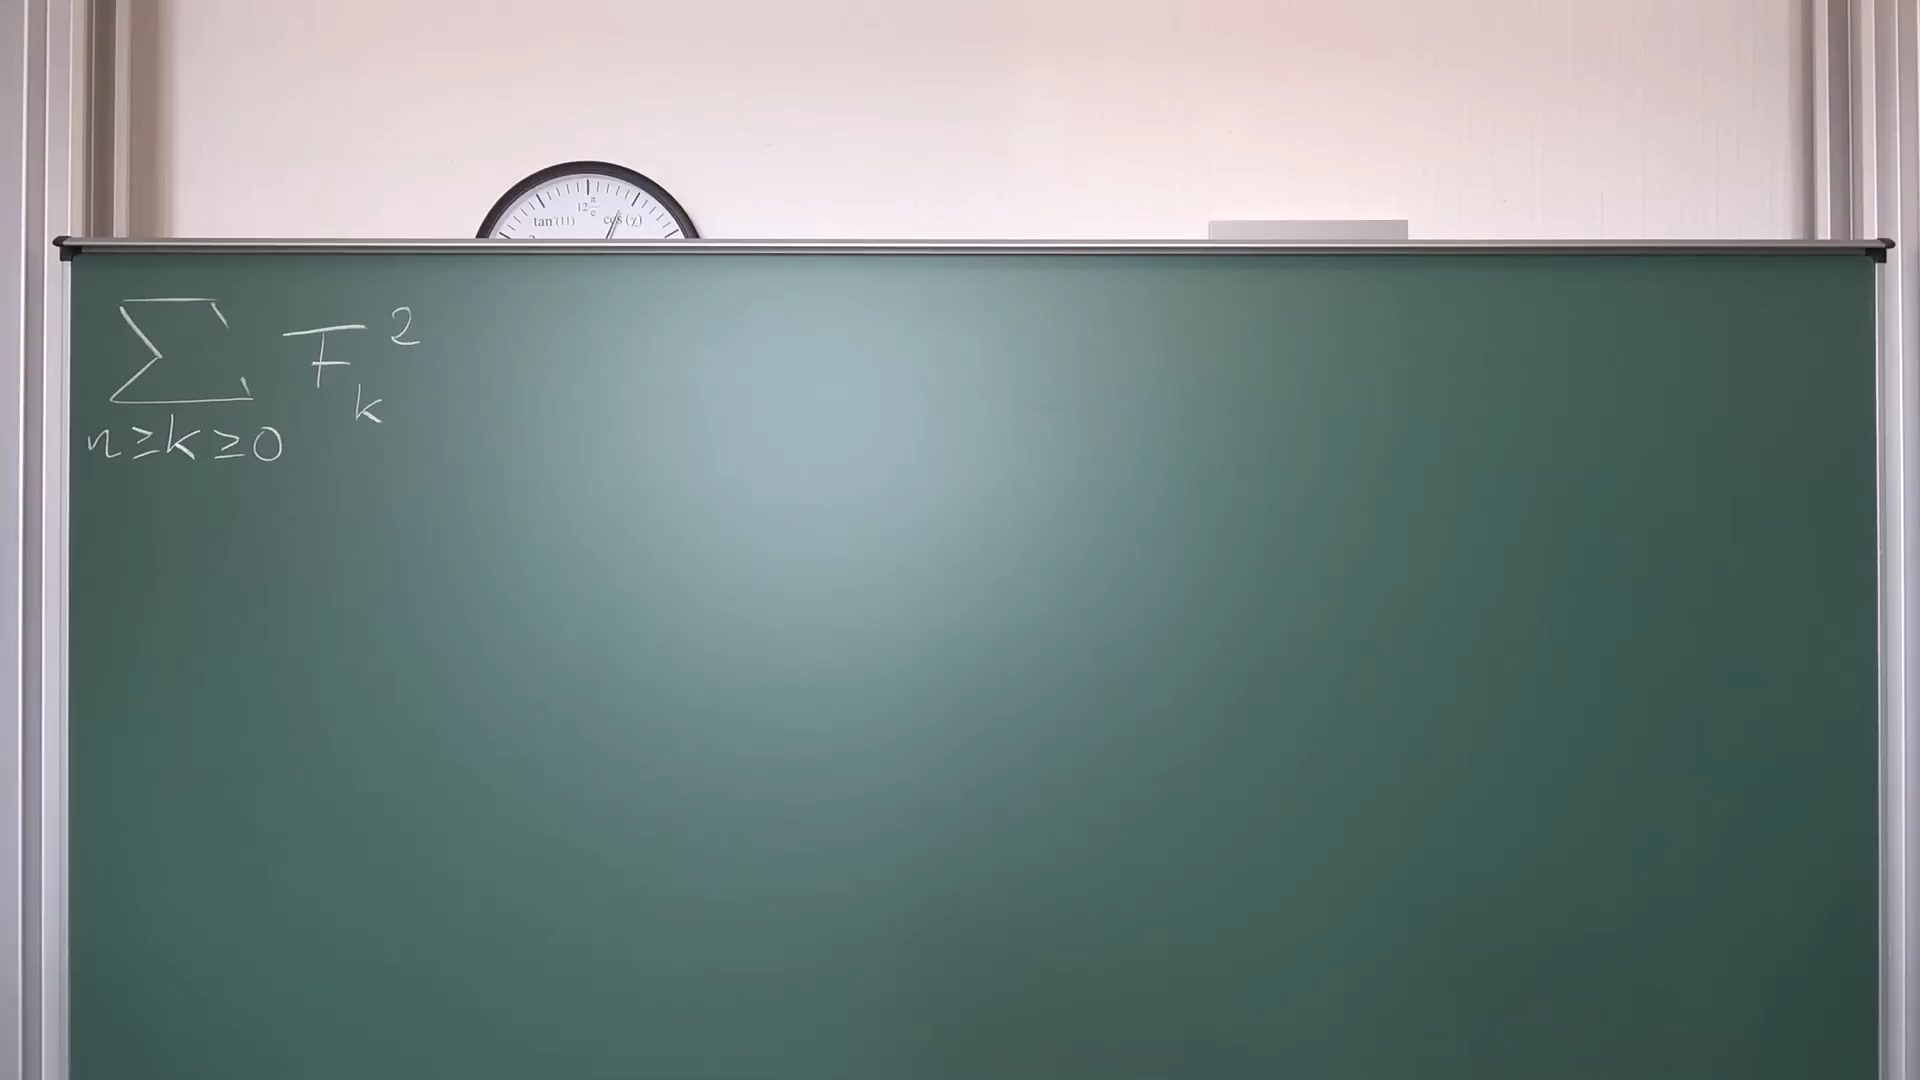 12 π/e
tan˝(11) cos(χ)
∑ F_k^2
n≥k≥0